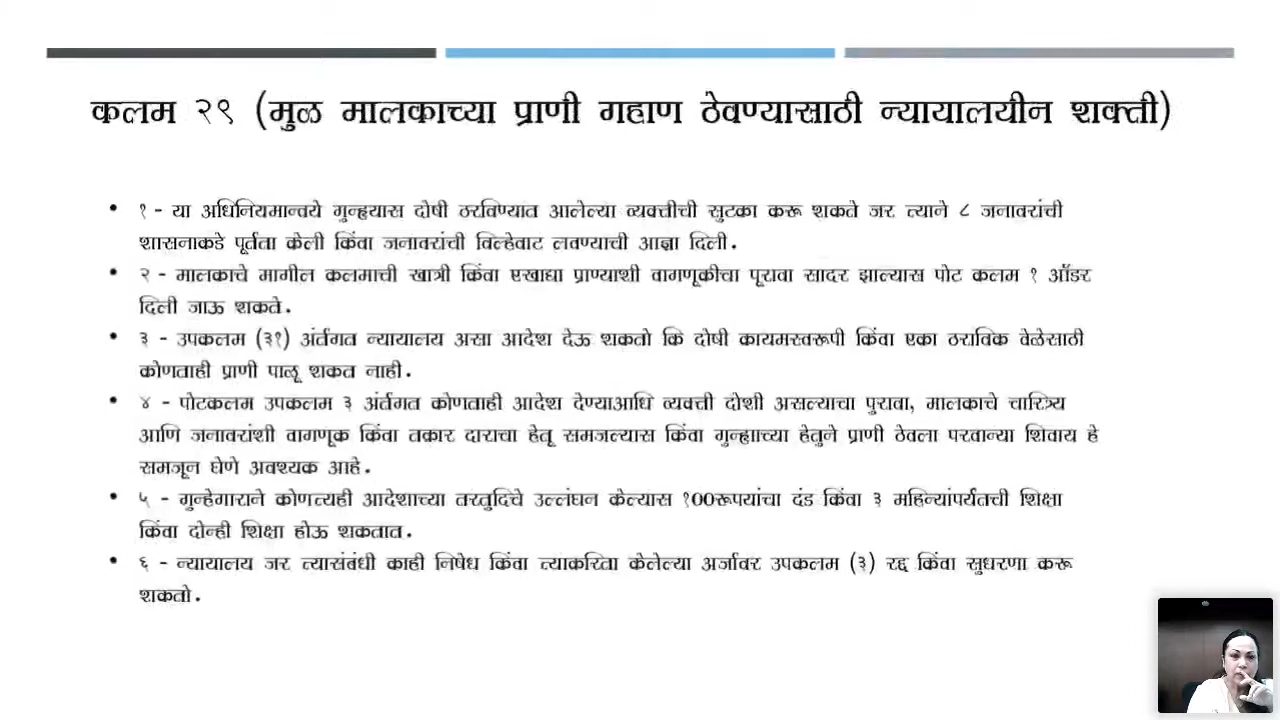 कलम २९ (मुळ मालकाच्या प्राणी गहाण ठेवण्यासाठी न्यायालयीन शक्ती)
• १ - या अधिनियमान्वये गुन्ह्यास दोषी ठरविण्यात आलेल्या व्यक्तीची सुटका करू शकते जर त्याने ८ जनावरांची
शासनाकडे पूर्तता केली किंवा जनावरांची विल्हेवाट लवण्याची आज्ञा दिली.
• २ - मालकाचे मागील कलमाची खात्री किंवा एखाद्या प्राण्याशी वागणूकीचा पूरावा सादर झाल्यास पोट कलम १ ऑडर
दिली जाऊ शकते.
• ३ - उपकलम (३१) अंर्तगत न्यायालय असा आदेश देऊ शकतो कि दोषी कायमस्वरूपी किंवा एका ठराविक वेळेसाठी
कोणताही प्राणी पाळू शकत नाही.
• ४ - पोटकलम उपकलम ३ अंर्तगत कोणताही आदेश देण्याआधि व्यक्ती दोशी असल्याचा पुरावा, मालकाचे चारित्र्य
आणि जनावरांशी वागणूक किंवा तक्रार दाराचा हेतू समजल्यास किंवा गुन्ह्याच्या हेतुने प्राणी ठेवला परवान्या शिवाय हे
समजून घेणे अवश्यक आहे.
• ५ - गुन्हेगाराने कोणत्यही आदेशाच्या तरतुदिचे उल्लंघन केल्यास १00रूपयांचा दंड किंवा ३ महिन्यांपर्यंतची शिक्षा
किंवा दोन्ही शिक्षा होऊ शकतात.
• ६ - न्यायालय जर त्यासंबंधी काही निषेध किंवा त्याकरिता केलेल्या अर्जावर उपकलम (३) रद्द किंवा सुधरणा करू
शकतो.